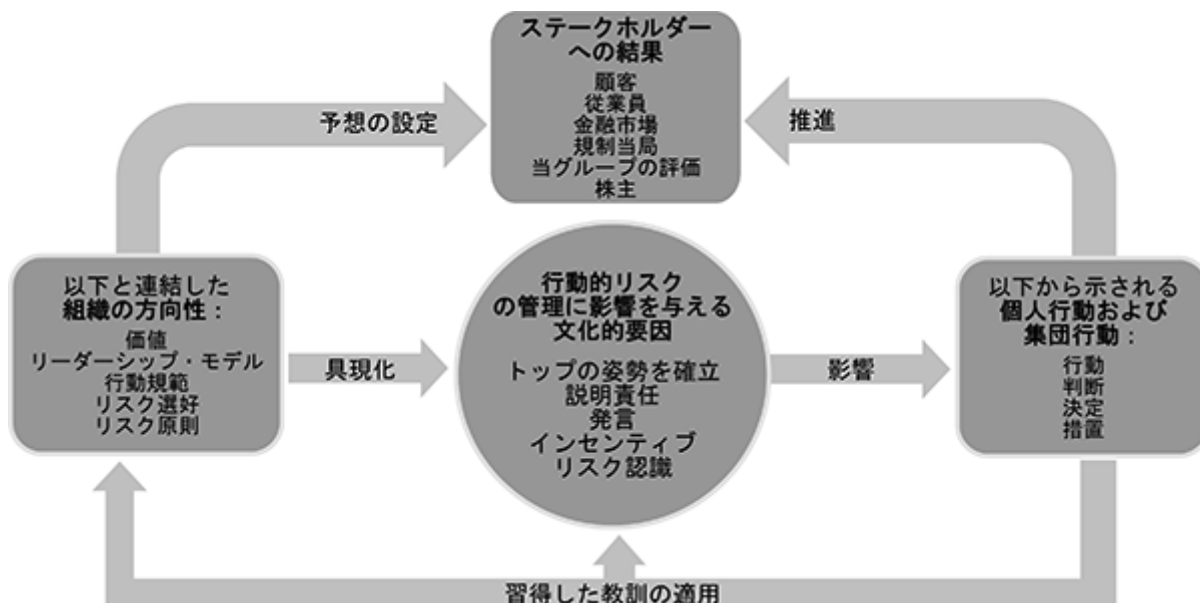 ステークホルダー
への結果
顧客
従業員
金融市場
規制当局
当グループの評価
株主
予想の設定
推進
以下と連結した
組織の方向性：
価値
リーダーシップ・モデル
行動規範
リスク選好
リスク原則
具現化
行動的リスク
の管理に影響を与える
文化的要因
トップの姿勢を確立
説明責任
発言
インセンティブ
リスク認識
影響
以下から示される
個人行動および
集団行動：
行動
判断
決定
措置
習得した教訓の適用